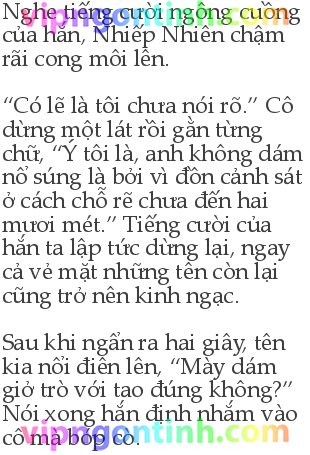 Nghe tiếng cười ngông cuồng
của hắn, Nhiếp Nhiên chậm
rãi cong môi lên.
“Có lẽ là tôi chưa nói rõ.” Cô
dừng một lát rồi gằn từng
chữ, “Ý tôi là, anh không dám
nổ súng là bởi vì đồn cảnh sát
ở cách chỗ rẽ chưa đến hai
mươi mét.” Tiếng cười của
hắn ta lập tức dừng lại, ngay
cả vẻ mặt những tên còn lại
cũng trở nên kinh ngạc.
Sau khi ngẩn ra hai giây, tên
kia nổi điên lên, “Mày dám
giở trò với tao đúng không?”
Nói xong hắn định nhắm vào
cô mà bóp cò.
vipngontinh.com
vipngontinh.com